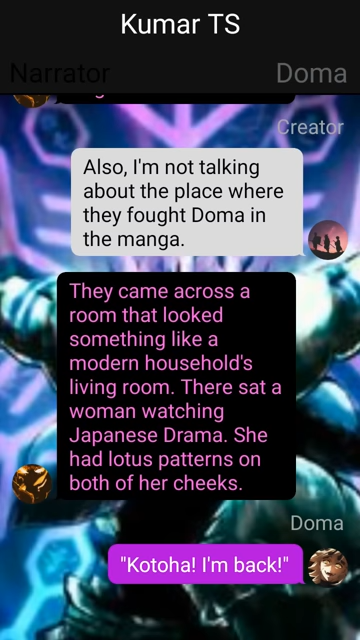 Kumar TS
Narrator
Doma
Creator
Also, I'm not talking
about the place where
they fought Doma in
the manga.
They came across a
room that looked
something like a
modern household's
living room. There sat a
woman watching
Japanese Drama. She
had lotus patterns on
both of her cheeks.
Doma
"Kotoha! I'm back!"